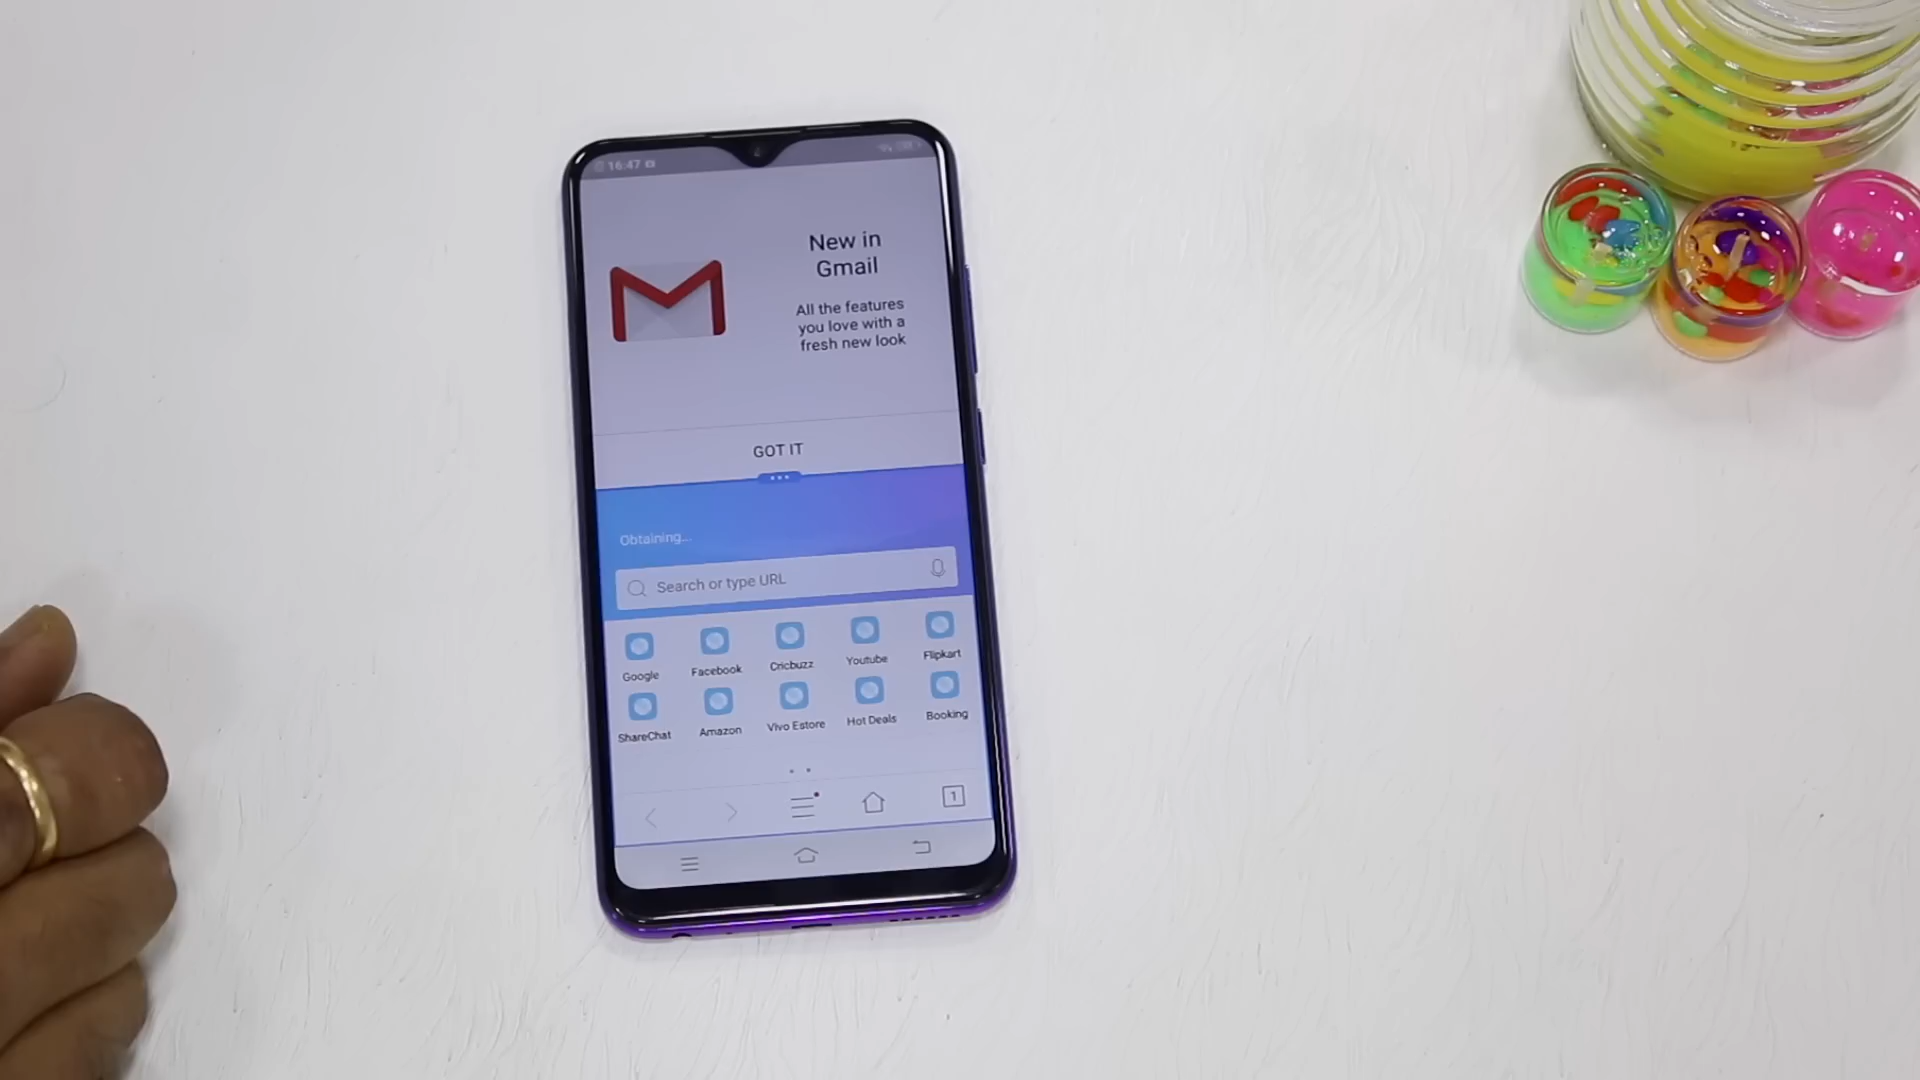 16:47
New in
Gmail
All the features
you love with a
fresh new look
GOT IT
Obtaining...
Search or type URL
Google Facebook Cricbuzz Youtube Flipkart
ShareChat Amazon Vivo Estore Hot Deals Booking
1